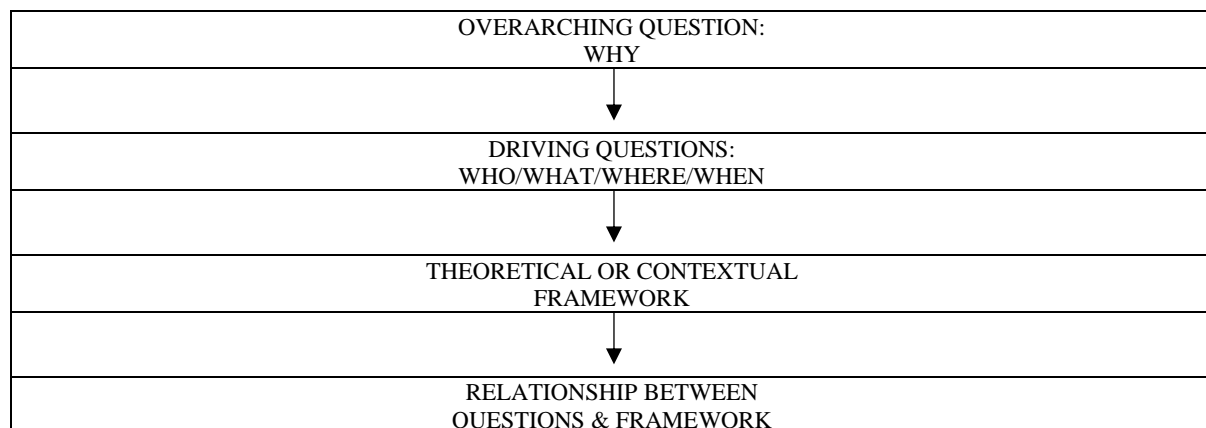 OVERARCHING QUESTION:
WHY
DRIVING QUESTIONS:
WHO/WHAT/WHERE/WHEN
THEORETICAL OR CONTEXTUAL
FRAMEWORK
RELATIONSHIP BETWEEN
QUESTIONS & FRAMEWORK